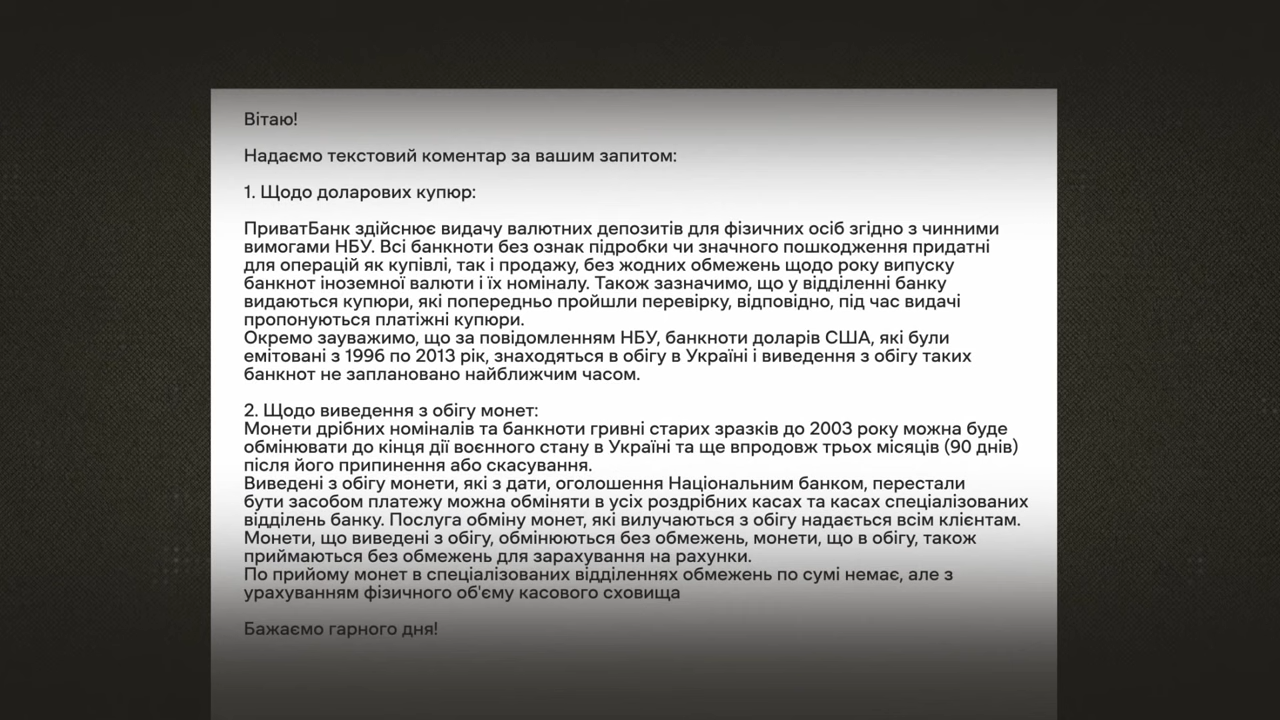 Вітаю!
Надаємо текстовий коментар за вашим запитом:
1. Щодо доларових купюр:
ПриватБанк здійснює видачу валютних депозитів для фізичних осіб згідно з чинними
вимогами НБУ. Всі банкноти без ознак підробки чи значного пошкодження придатні
для операцій як купівлі, так і продажу, без жодних обмежень щодо року випуску
банкнот іноземної валюти і їх номіналу. Також зазначимо, що у відділенні банку
видаються купюри, які попередньо пройшли перевірку, відповідно, під час видачі
пропонуються платіжні купюри.
Окремо зауважимо, що за повідомленням НБУ, банкноти доларів США, які були
емітовані з 1996 по 2013 рік, знаходяться в обігу в Україні і виведення з обігу таких
банкнот не заплановано найближчим часом.
2. Щодо виведення з обігу монет:
Монети дрібних номіналів та банкноти гривні старих зразків до 2003 року можна буде
обмінювати до кінця дії воєнного стану в Україні та ще впродовж трьох місяців (90 днів)
після його припинення або скасування.
Виведені з обігу монети, які з дати, оголошення Національним банком, перестали
бути засобом платежу можна обміняти в усіх роздрібних касах та касах спеціалізованих
відділень банку. Послуга обміну монет, які вилучаються з обігу надається всім клієнтам.
Монети, що виведені з обігу, обмінюються без обмежень, монети, що в обігу, також
приймаються без обмежень для зарахування на рахунки.
По прийому монет в спеціалізованих відділеннях обмежень по сумі немає, але з
урахуванням фізичного об'єму касового сховища
Бажаємо гарного дня!